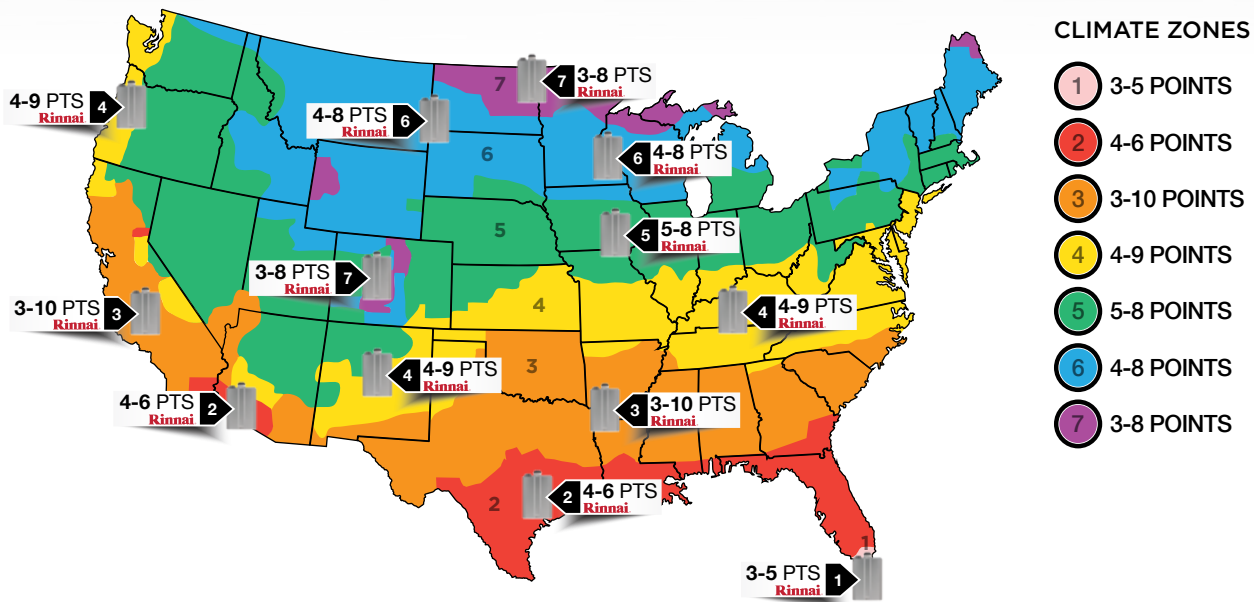 CLIMATE ZONES
1 3-5 POINTS
2 4-6 POINTS
3 3-10 POINTS
4 4-9 POINTS
5 5-8 POINTS
6 4-8 POINTS
7 3-8 POINTS
7
7 3-8 PTS
Rinnai
4-9 PTS 4
Rinnai
4-8 PTS 6
Rinnai
6
6 4-8 PTS
Rinnai
5
5 5-8 PTS
Rinnai
3-8 PTS 7
Rinnai
3-10 PTS 3
Rinnai
4
4 4-9 PTS
Rinnai
3
4 4-9 PTS
Rinnai
4-6 PTS 2
Rinnai
3 3-10 PTS
Rinnai
2
2 4-6 PTS
Rinnai
1
3-5 PTS 1
Rinnai